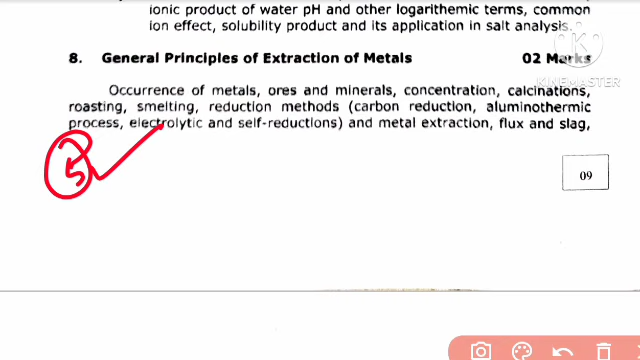 ionic product of water pH and other logarithemic terms, common
ion effect, solubility product and its application in salt analysis.
8. General Principles of Extraction of Metals 02 Marks
KINEMASTER
Occurrence of metals, ores and minerals, concentration, calcinations,
roasting, smelting, reduction methods (carbon reduction, aluminothermic
process, electrolytic and self-reductions) and metal extraction, flux and slag,
5
09